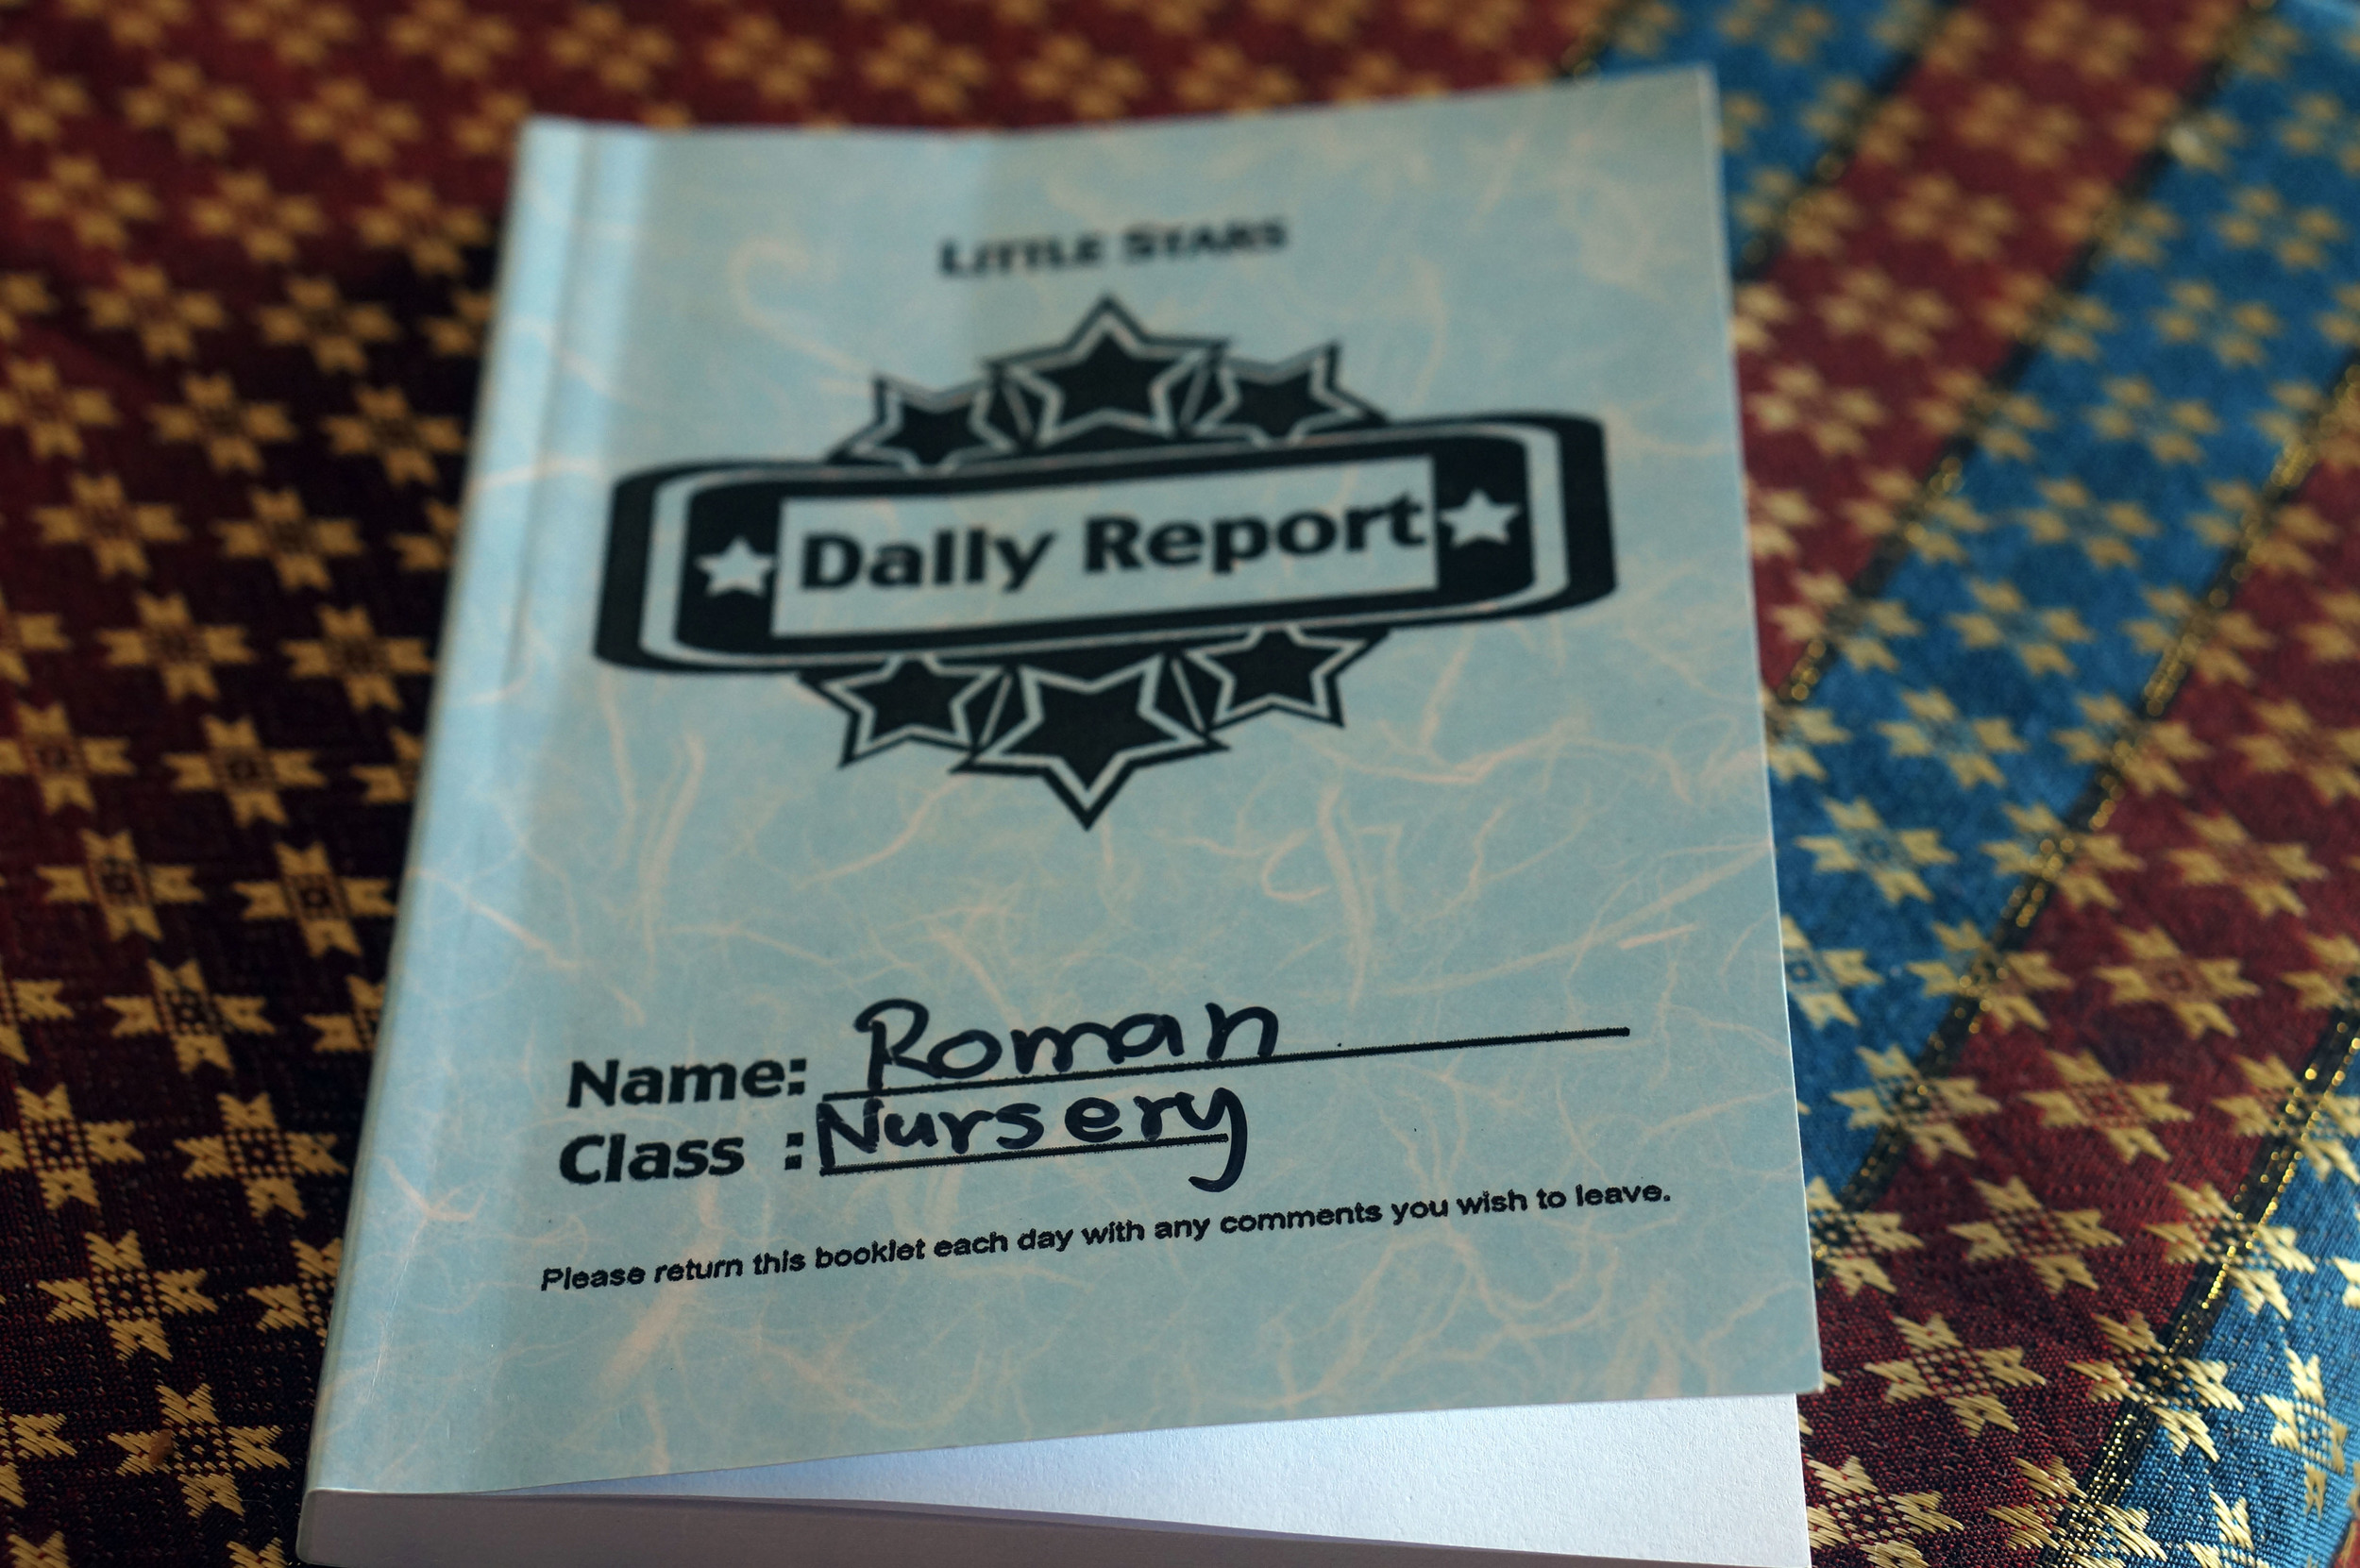 LITTLE STARS
Daily Report
Name: Roman
Class : Nursery
Please return this booklet each day with any comments you wish to leave.